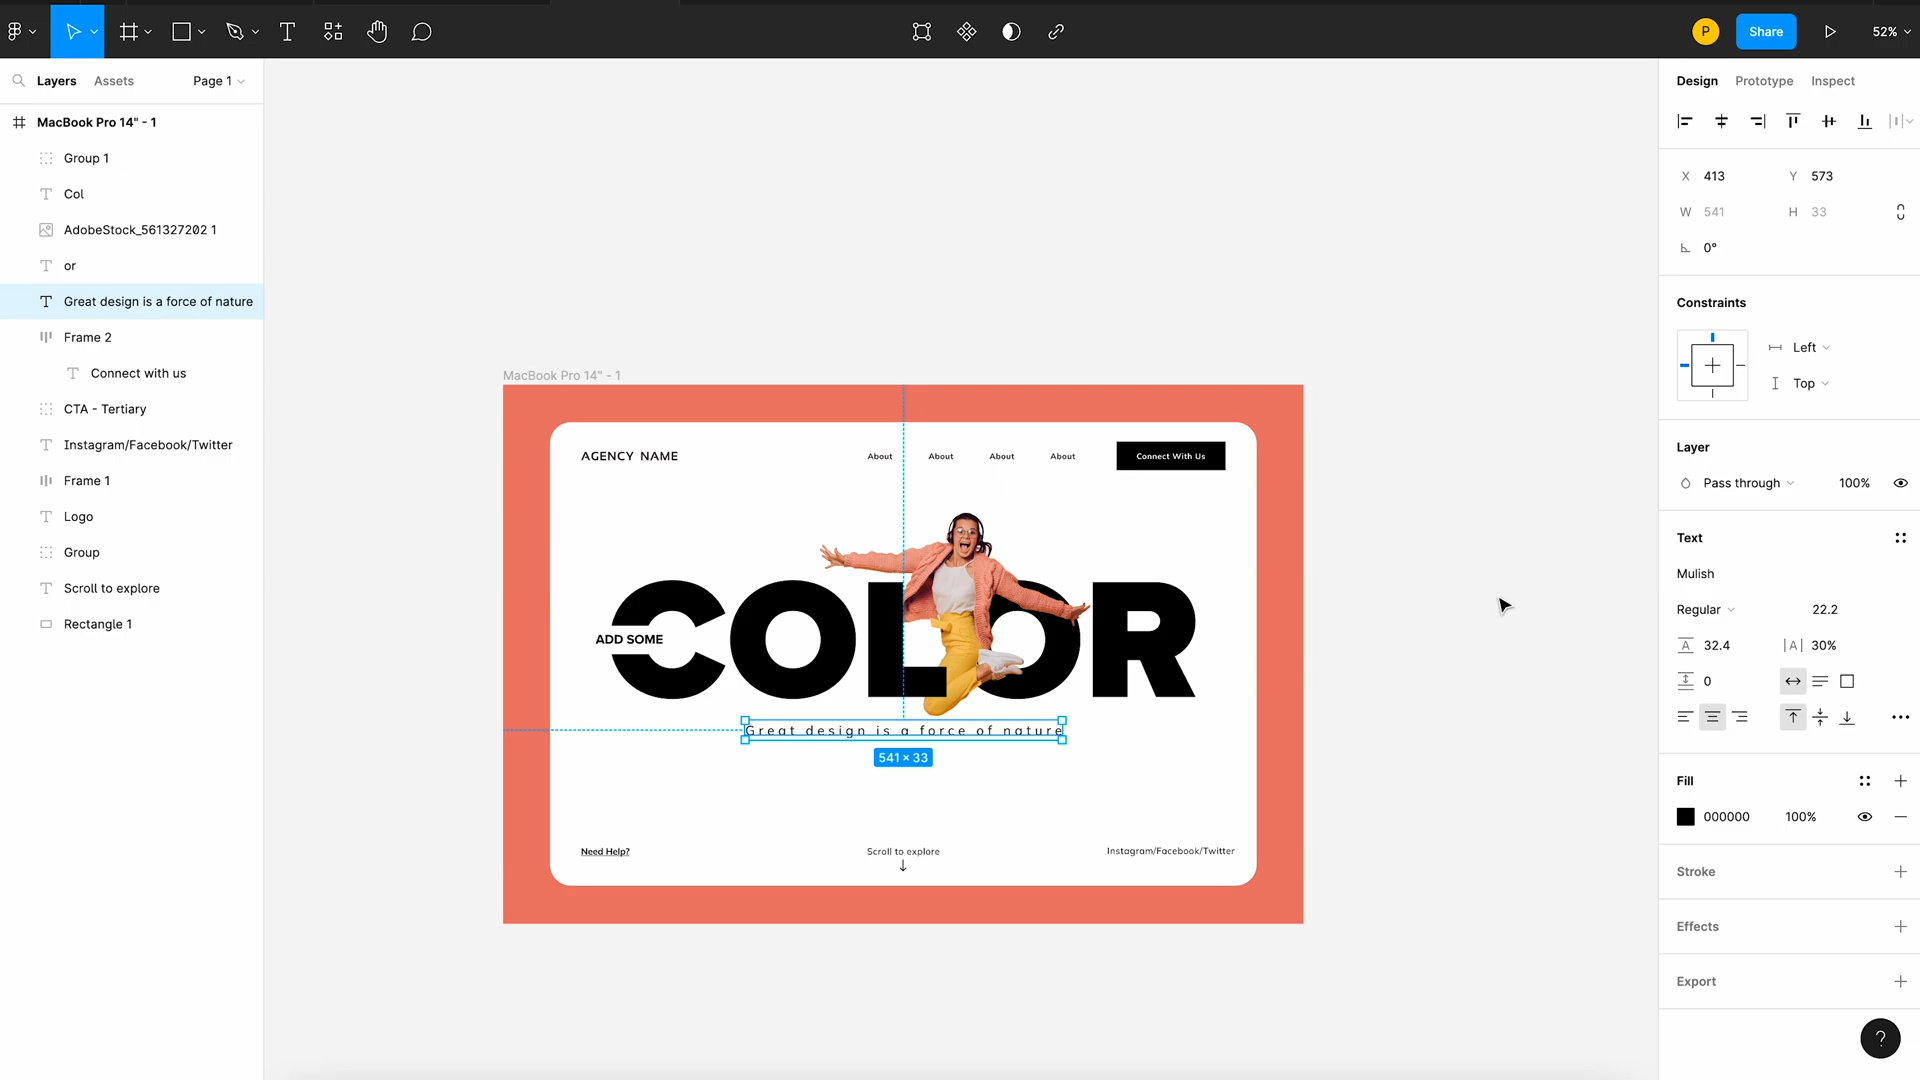 P
Share
52%
Layers
Assets
Page 1
MacBook Pro 14" - 1
Group 1
Col
AdobeStock_561327202 1
or
Great design is a force of nature
Frame 2
Connect with us
CTA - Tertiary
Instagram/Facebook/Twitter
Frame 1
Logo
Group
Scroll to explore
Rectangle 1
MacBook Pro 14" - 1
AGENCY NAME
About
About
About
About
Connect With Us
COLOR
ADD SOME
Great design is a force of nature
541 × 33
Need Help?
Scroll to explore
Instagram/Facebook/Twitter
Design
Prototype
Inspect
X 413
Y 573
W 541
H 33
0°
Constraints
Left
Top
Layer
Pass through
100%
Text
Mulish
Regular
22.2
A 32.4
|A| 30%
0
Fill
000000
100%
Stroke
Effects
Export
?